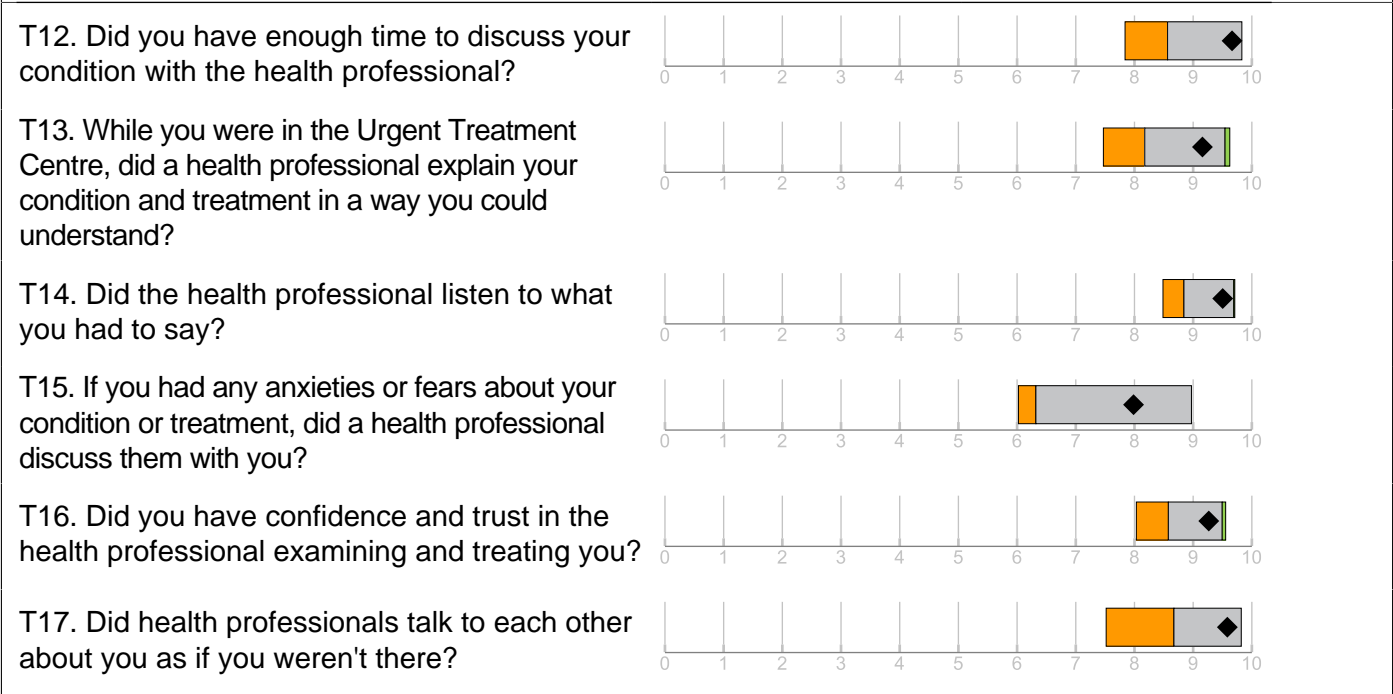 T12. Did you have enough time to discuss your
condition with the health professional?
0 1 2 3 4 5 6 7 8 9 10
T13. While you were in the Urgent Treatment
Centre, did a health professional explain your
condition and treatment in a way you could
understand?
0 1 2 3 4 5 6 7 8 9 10
T14. Did the health professional listen to what
you had to say?
0 1 2 3 4 5 6 7 8 9 10
T15. If you had any anxieties or fears about your
condition or treatment, did a health professional
discuss them with you?
0 1 2 3 4 5 6 7 8 9 10
T16. Did you have confidence and trust in the
health professional examining and treating you?
0 1 2 3 4 5 6 7 8 9 10
T17. Did health professionals talk to each other
about you as if you weren't there?
0 1 2 3 4 5 6 7 8 9 10